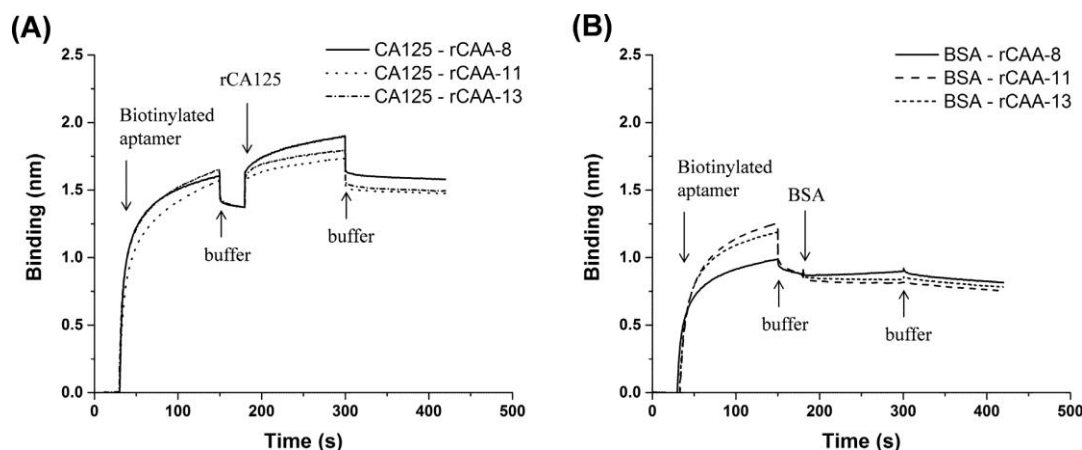 (A)
CA125 - rCAA-8
CA125 - rCAA-11
CA125 - rCAA-13
rCA125
Biotinylated
aptamer
buffer
buffer
2.5
2.0
1.5
1.0
0.5
0.0
Binding (nm)
0 100 200 300 400 500
Time (s)
(B)
BSA - rCAA-8
BSA - rCAA-11
BSA - rCAA-13
Biotinylated
aptamer
BSA
buffer
buffer
2.5
2.0
1.5
1.0
0.5
0.0
Binding (nm)
0 100 200 300 400 500
Time (s)